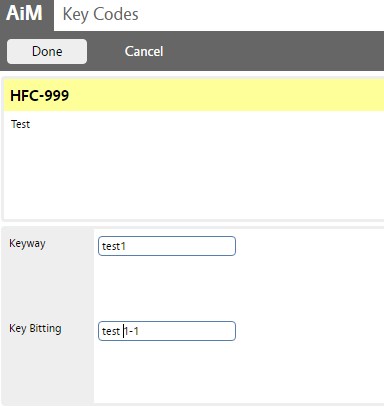 AiM Key Codes
Done Cancel
HFC-999
Test
Keyway test1
Key Bitting test 1-1